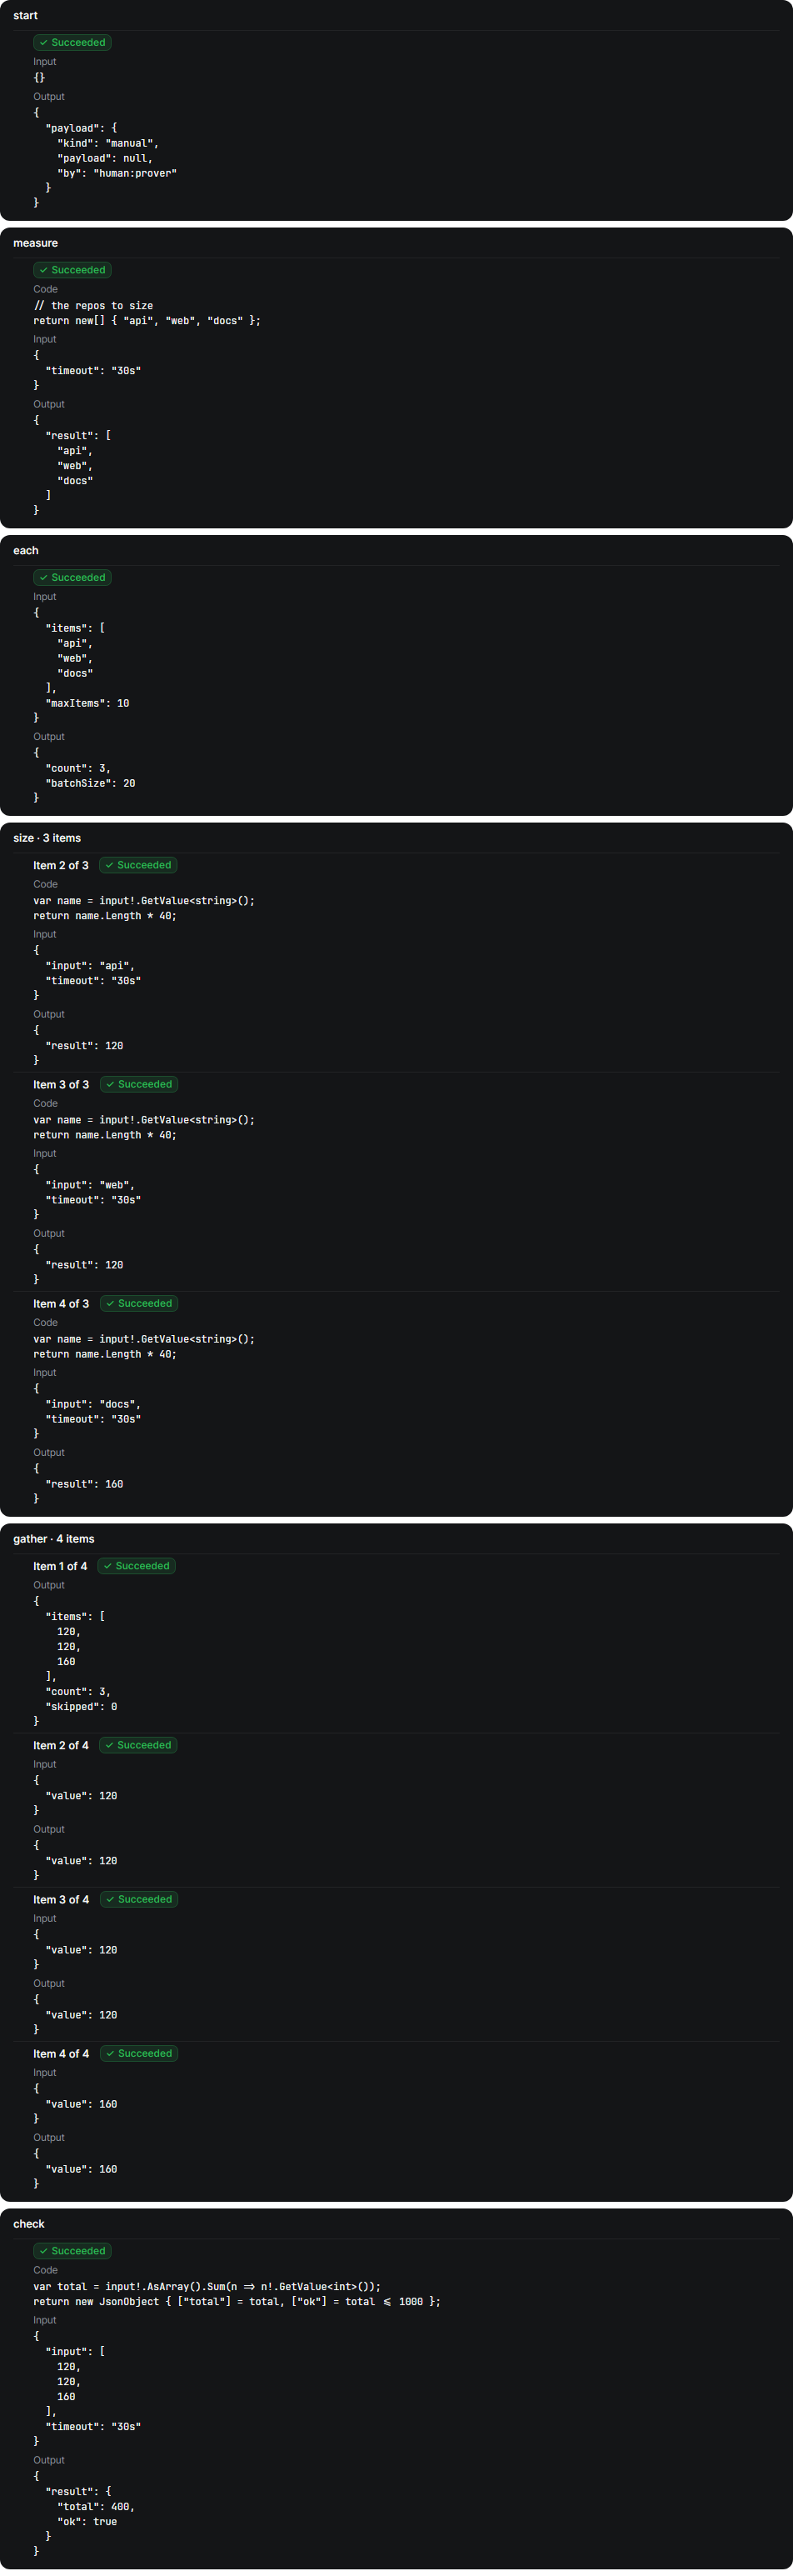 start
✓ Succeeded
Input
{}
Output
{
  "payload": {
    "kind": "manual",
    "payload": null,
    "by": "human:prover"
  }
}
measure
✓ Succeeded
Code
// the repos to size
return new[] { "api", "web", "docs" };
Input
{
  "timeout": "30s"
}
Output
{
  "result": [
    "api",
    "web",
    "docs"
  ]
}
each
✓ Succeeded
Input
{
  "items": [
    "api",
    "web",
    "docs"
  ],
  "maxItems": 10
}
Output
{
  "count": 3,
  "batchSize": 20
}
size · 3 items
Item 2 of 3 ✓ Succeeded
Code
var name = input!.GetValue<string>();
return name.Length * 40;
Input
{
  "input": "api",
  "timeout": "30s"
}
Output
{
  "result": 120
}
Item 3 of 3 ✓ Succeeded
Code
var name = input!.GetValue<string>();
return name.Length * 40;
Input
{
  "input": "web",
  "timeout": "30s"
}
Output
{
  "result": 120
}
Item 4 of 3 ✓ Succeeded
Code
var name = input!.GetValue<string>();
return name.Length * 40;
Input
{
  "input": "docs",
  "timeout": "30s"
}
Output
{
  "result": 160
}
gather · 4 items
Item 1 of 4 ✓ Succeeded
Output
{
  "items": [
    120,
    120,
    160
  ],
  "count": 3,
  "skipped": 0
}
Item 2 of 4 ✓ Succeeded
Input
{
  "value": 120
}
Output
{
  "value": 120
}
Item 3 of 4 ✓ Succeeded
Input
{
  "value": 120
}
Output
{
  "value": 120
}
Item 4 of 4 ✓ Succeeded
Input
{
  "value": 160
}
Output
{
  "value": 160
}
check
✓ Succeeded
Code
var total = input!.AsArray().Sum(n => n!.GetValue<int>());
return new JsonObject { ["total"] = total, ["ok"] = total <= 1000 };
Input
{
  "input": [
    120,
    120,
    160
  ],
  "timeout": "30s"
}
Output
{
  "result": {
    "total": 400,
    "ok": true
  }
}